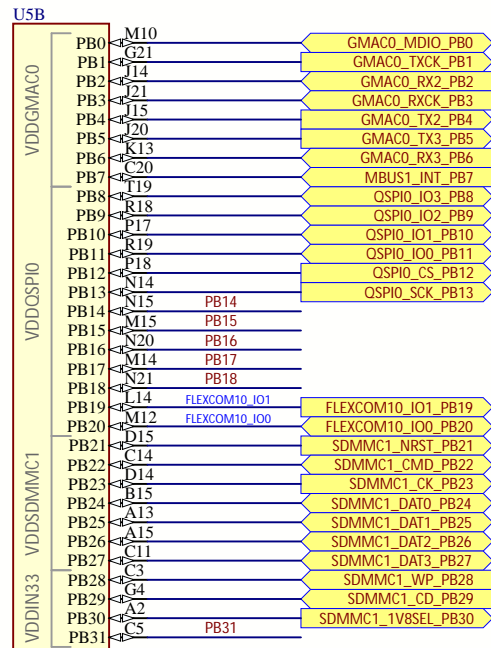 U5B
VDDGMAC0
PB0 M10 GMAC0_MDIO_PB0
PB1 G21 GMAC0_TXCK_PB1
PB2 J14 GMAC0_RX2_PB2
PB3 J21 GMAC0_RXCK_PB3
PB4 J15 GMAC0_TX2_PB4
PB5 J20 GMAC0_TX3_PB5
PB6 K13 GMAC0_RX3_PB6
PB7 C20 MBUS1_INT_PB7
VDDQSPI0
PB8 T19 QSPI0_IO3_PB8
PB9 R18 QSPI0_IO2_PB9
PB10 P17 QSPI0_IO1_PB10
PB11 R19 QSPI0_IO0_PB11
PB12 P18 QSPI0_CS_PB12
PB13 N14 QSPI0_SCK_PB13
PB14 N15 PB14
PB15 M15 PB15
PB16 N20 PB16
PB17 M14 PB17
PB18 N21 PB18
PB19 L14 FLEXCOM10_IO1 FLEXCOM10_IO1_PB19
PB20 M12 FLEXCOM10_IO0 FLEXCOM10_IO0_PB20
VDDSDMMC1
PB21 D15 SDMMC1_NRST_PB21
PB22 C14 SDMMC1_CMD_PB22
PB23 D14 SDMMC1_CK_PB23
PB24 B15 SDMMC1_DAT0_PB24
PB25 A13 SDMMC1_DAT1_PB25
PB26 A15 SDMMC1_DAT2_PB26
PB27 C11 SDMMC1_DAT3_PB27
VDDIN33
PB28 C3 SDMMC1_WP_PB28
PB29 G4 SDMMC1_CD_PB29
PB30 A2 SDMMC1_1V8SEL_PB30
PB31 C5 PB31